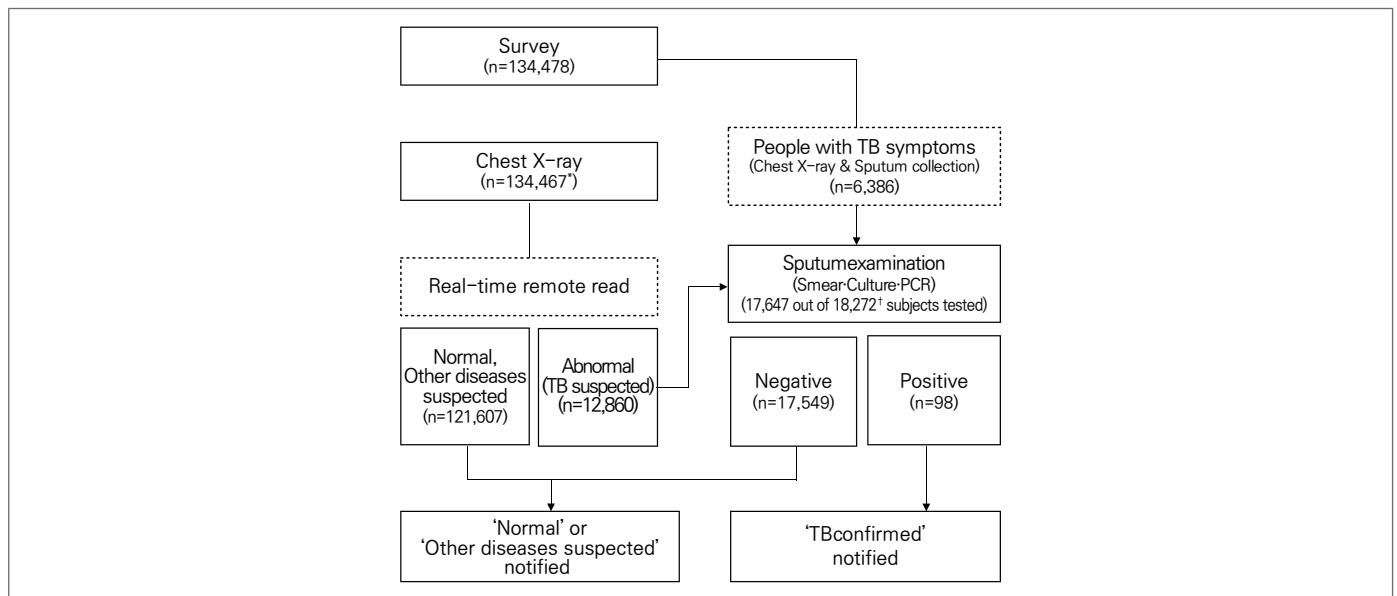 Survey
(n=134,478)
People with TB symptoms
(Chest X-ray & Sputum collection)
(n=6,386)
Chest X-ray
(n=134,467*)
Real-time remote read
Sputumexamination
(Smear·Culture·PCR)
(17,647 out of 18,272† subjects tested)
Normal,
Other diseases
suspected
(n=121,607)
Abnormal
(TB suspected)
(n=12,860)
Negative
(n=17,549)
Positive
(n=98)
‘Normal’ or
‘Other diseases suspected’
notified
‘TBconfirmed’
notified